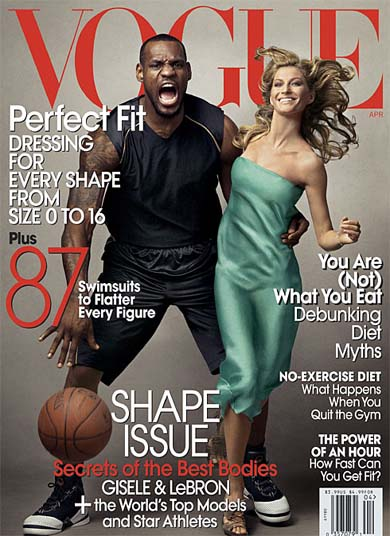 VOGUE
APR
Perfect Fit
DRESSING
FOR
EVERY SHAPE
FROM
SIZE 0 TO 16
Plus
87
Swimsuits
to Flatter
Every Figure
You Are
(Not)
What You Eat
Debunking
Diet
Myths
NO-EXERCISE DIET
What Happens
When You
Quit the Gym
THE POWER
OF AN HOUR
How Fast Can
You Get Fit?
SHAPE
ISSUE
Secrets of the Best Bodies
GISELE & LeBRON
+ the World's Top Models
and Star Athletes
04>